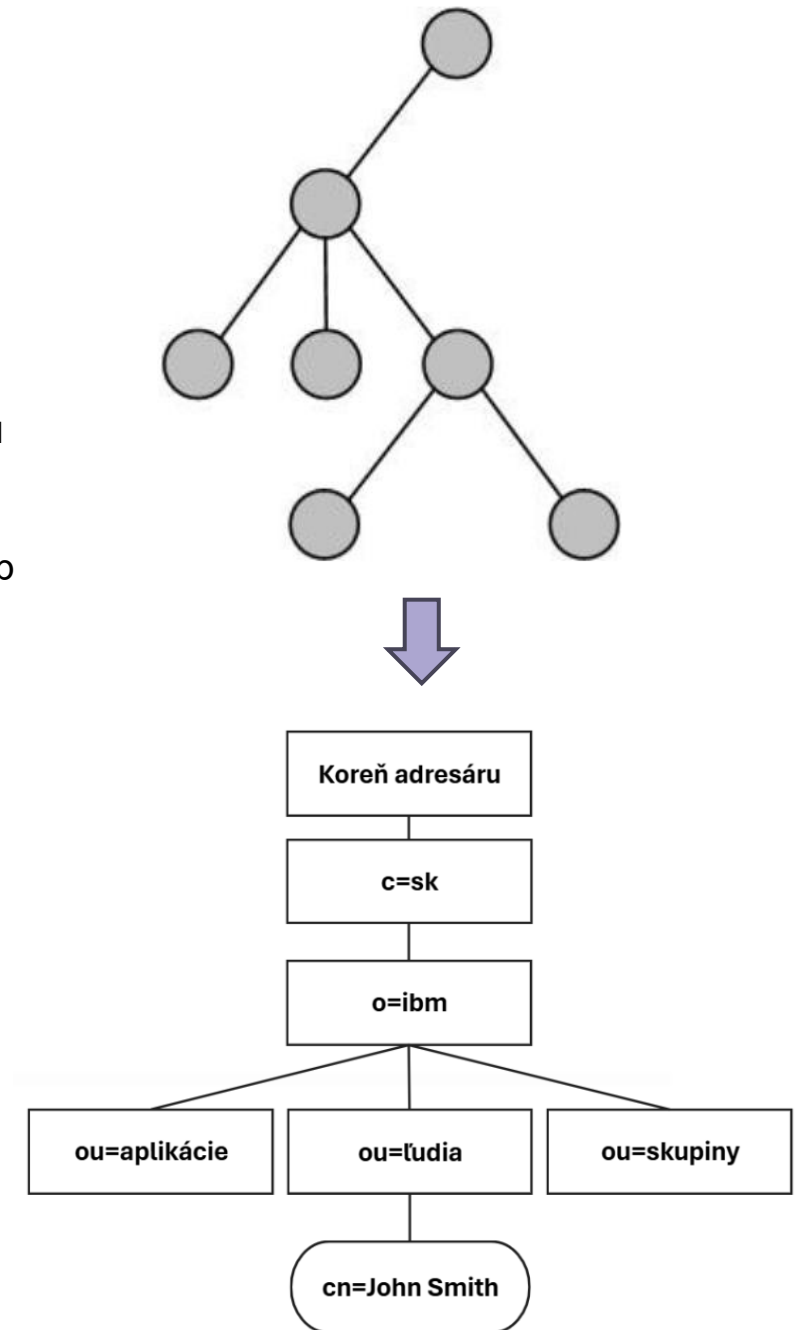 Koreň adresáru
c=sk
o=ibm
ou=aplikácie
ou=ľudia
ou=skupiny
cn=John Smith